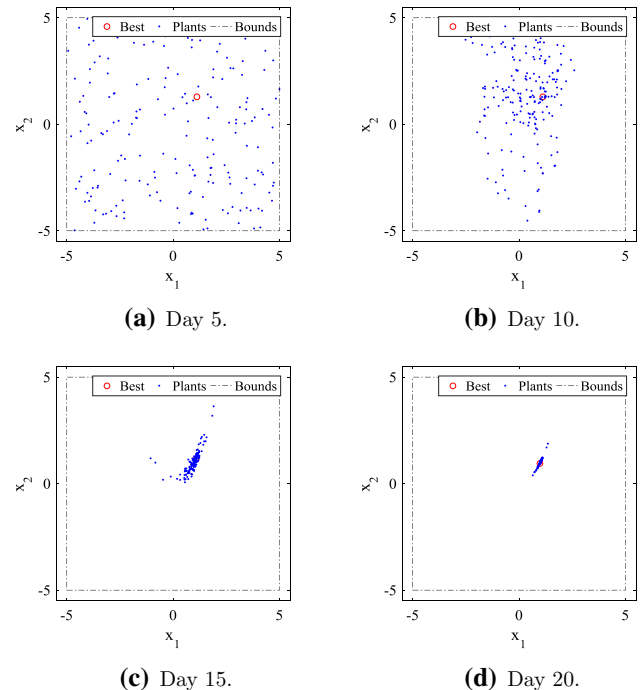 5
Best Plants Bounds
x2
0
-5
-5 0 5
x1
(a) Day 5.
5
Best Plants Bounds
x2
0
-5
-5 0 5
x1
(b) Day 10.
5
Best Plants Bounds
x2
0
-5
-5 0 5
x1
(c) Day 15.
5
Best Plants Bounds
x2
0
-5
-5 0 5
x1
(d) Day 20.